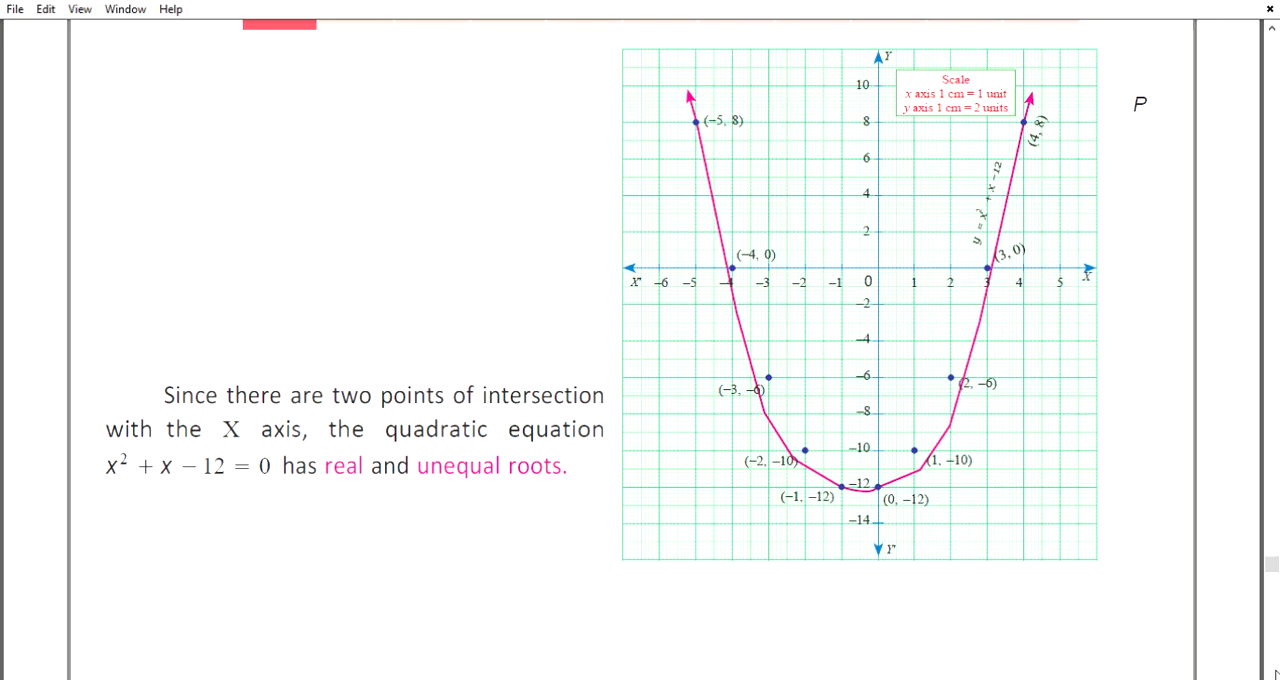 File Edit View Window Help ×
Y
Scale
x axis 1 cm = 1 unit
y axis 1 cm = 2 units
P
10
(−5, 8)
8
(4, 8)
6
4
y = x² + x − 12
2
(−4, 0)
(3, 0)
X′ −6 −5 −4 −3 −2 −1 0 1 2 3 4 5 X
−2
−4
−6
(−3, −6)
(2, −6)
−8
−10
(−2, −10)
(1, −10)
−12
(−1, −12)
(0, −12)
−14
Y′
Since there are two points of intersection
with the X axis, the quadratic equation
x² + x − 12 = 0 has real and unequal roots.